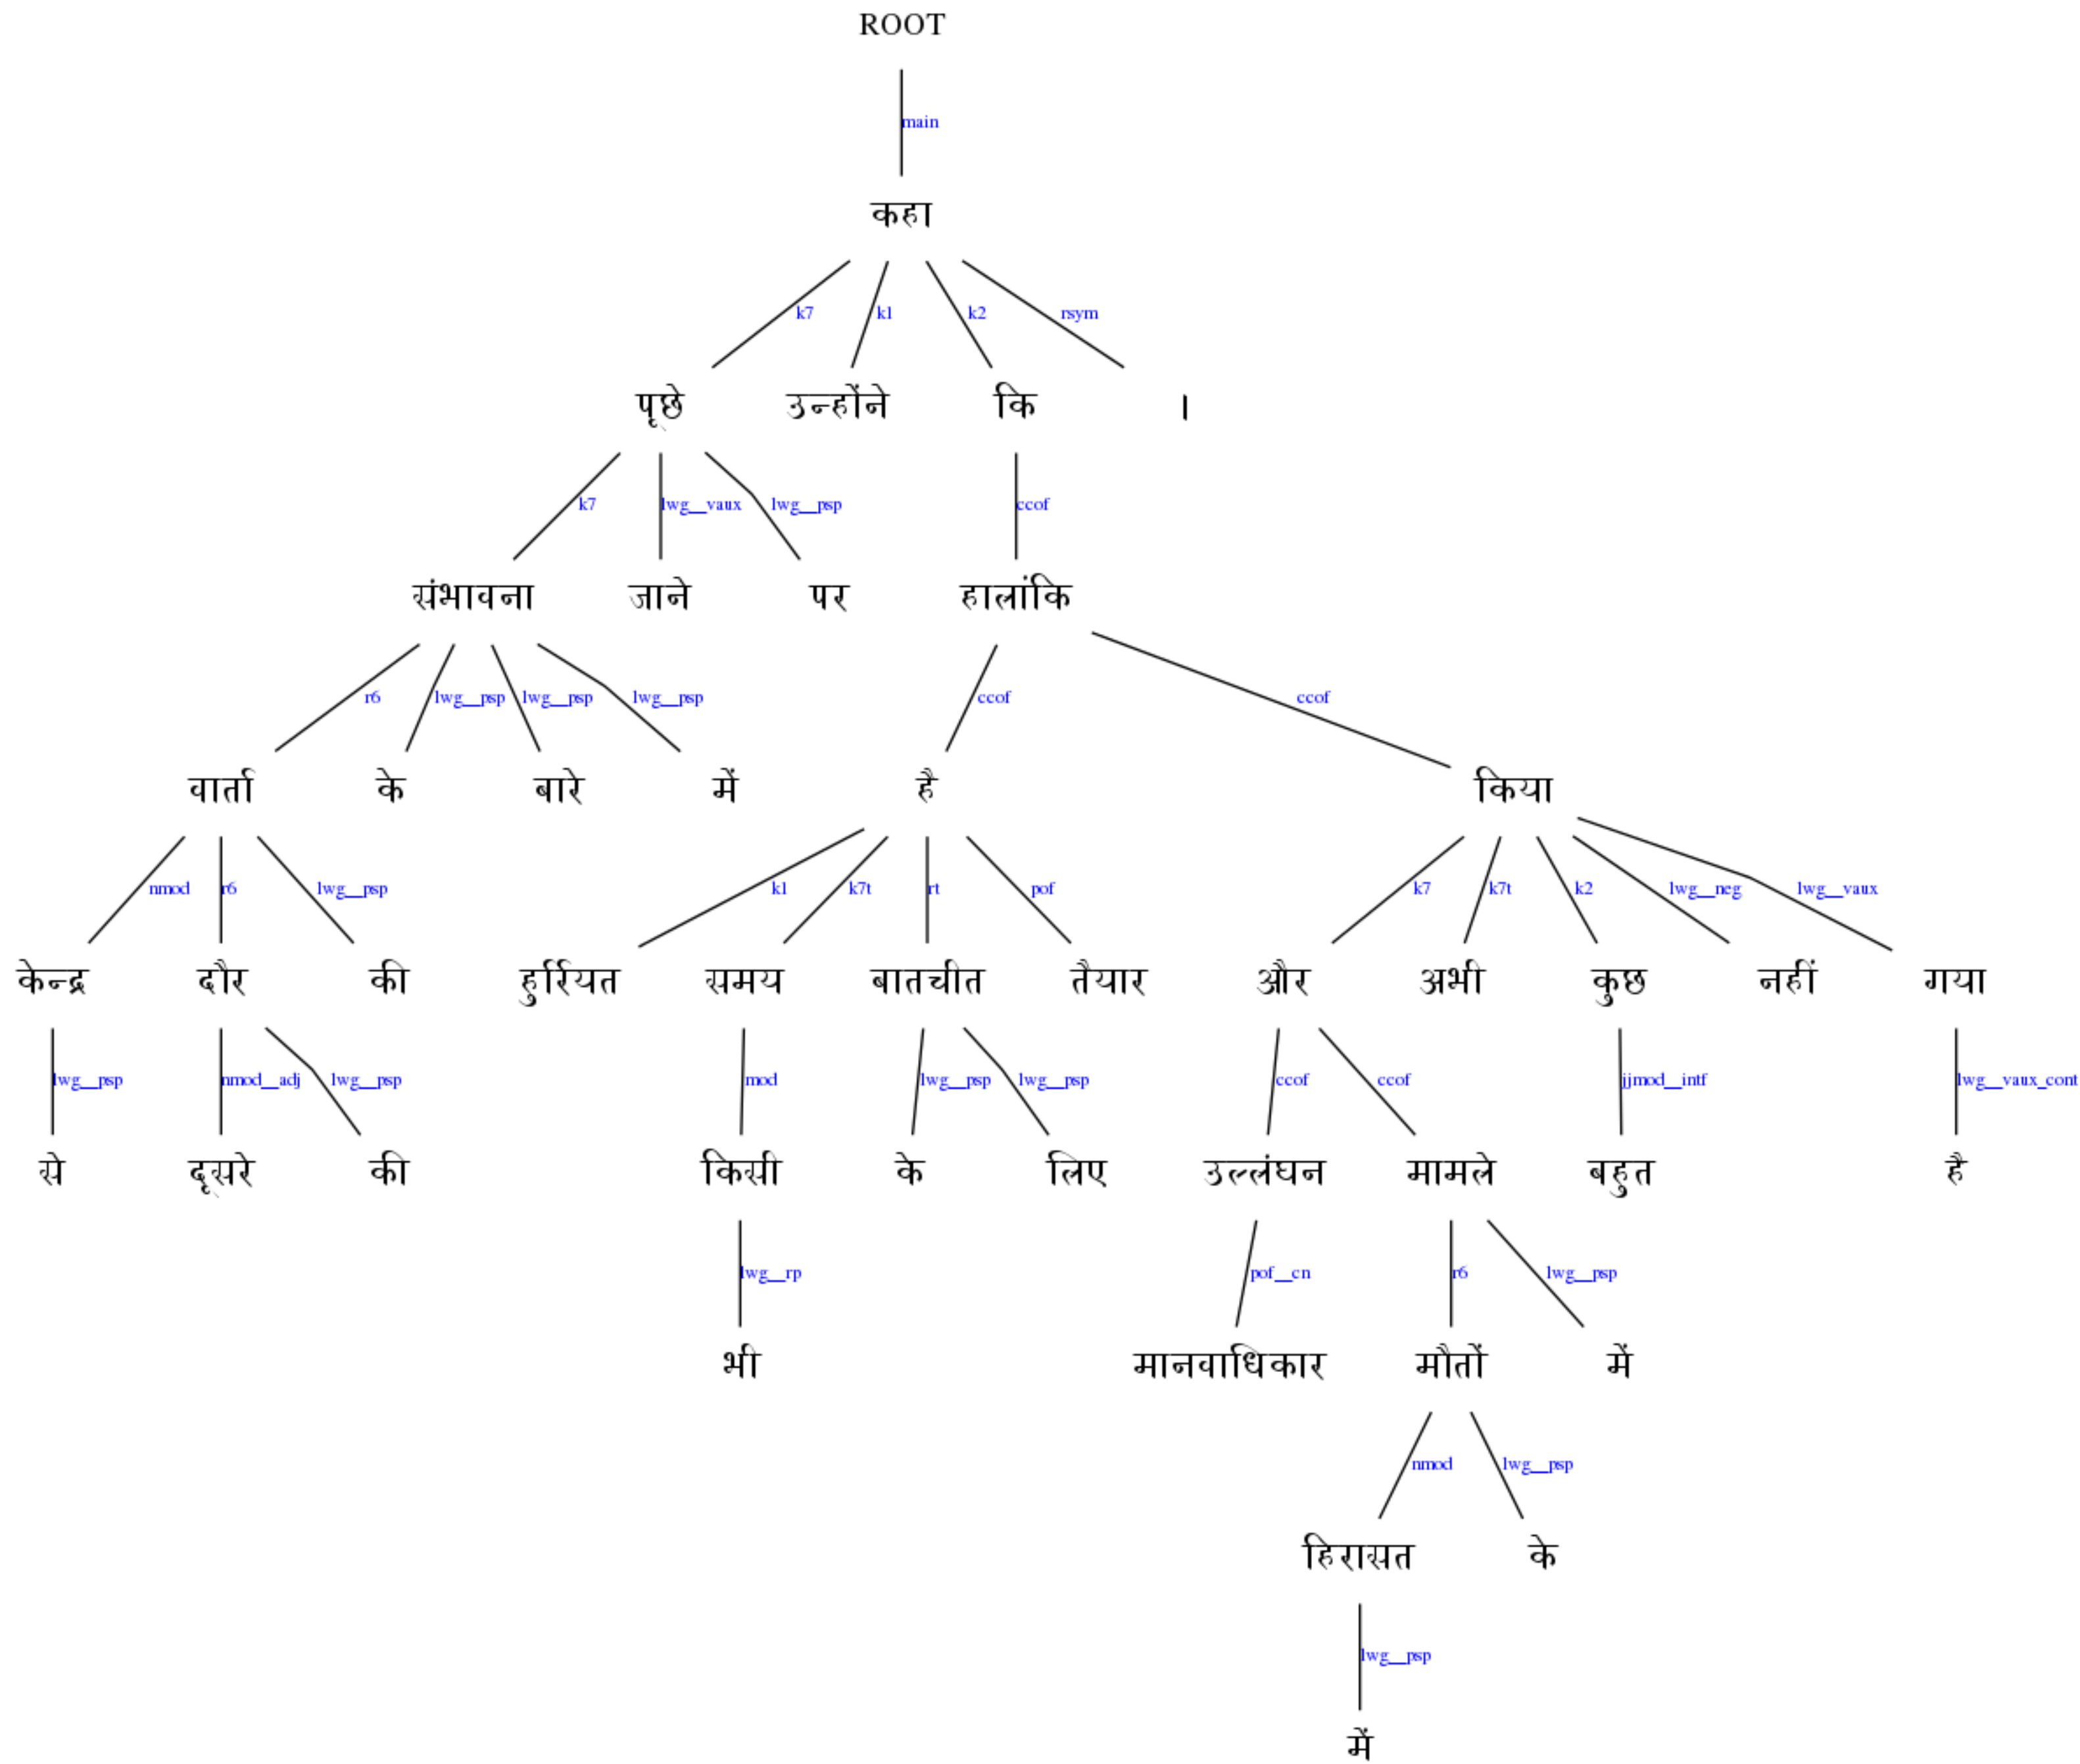 ROOT
main
कहा
k7 k1 k2 rsym
पूछे उन्होंने कि ।
k7 lwg__vaux lwg__psp ccof
संभावना जाने पर हालांकि
r6 lwg__psp lwg__psp lwg__psp ccof ccof
वार्ता के बारे में है किया
nmod r6 lwg__psp k1 k7t rt pof k7 k7t k2 lwg__neg lwg__vaux
केन्द्र दौर की हुर्रियत समय बातचीत तैयार और अभी कुछ नहीं गया
lwg__psp nmod__adj lwg__psp mod lwg__psp lwg__psp ccof ccof jjmod__intf lwg__vaux_cont
से दूसरे की किसी के लिए उल्लंघन मामले बहुत है
lwg__rp pof__cn r6 lwg__psp
भी मानवाधिकार मौतों में
nmod lwg__psp
हिरासत के
lwg__psp
में